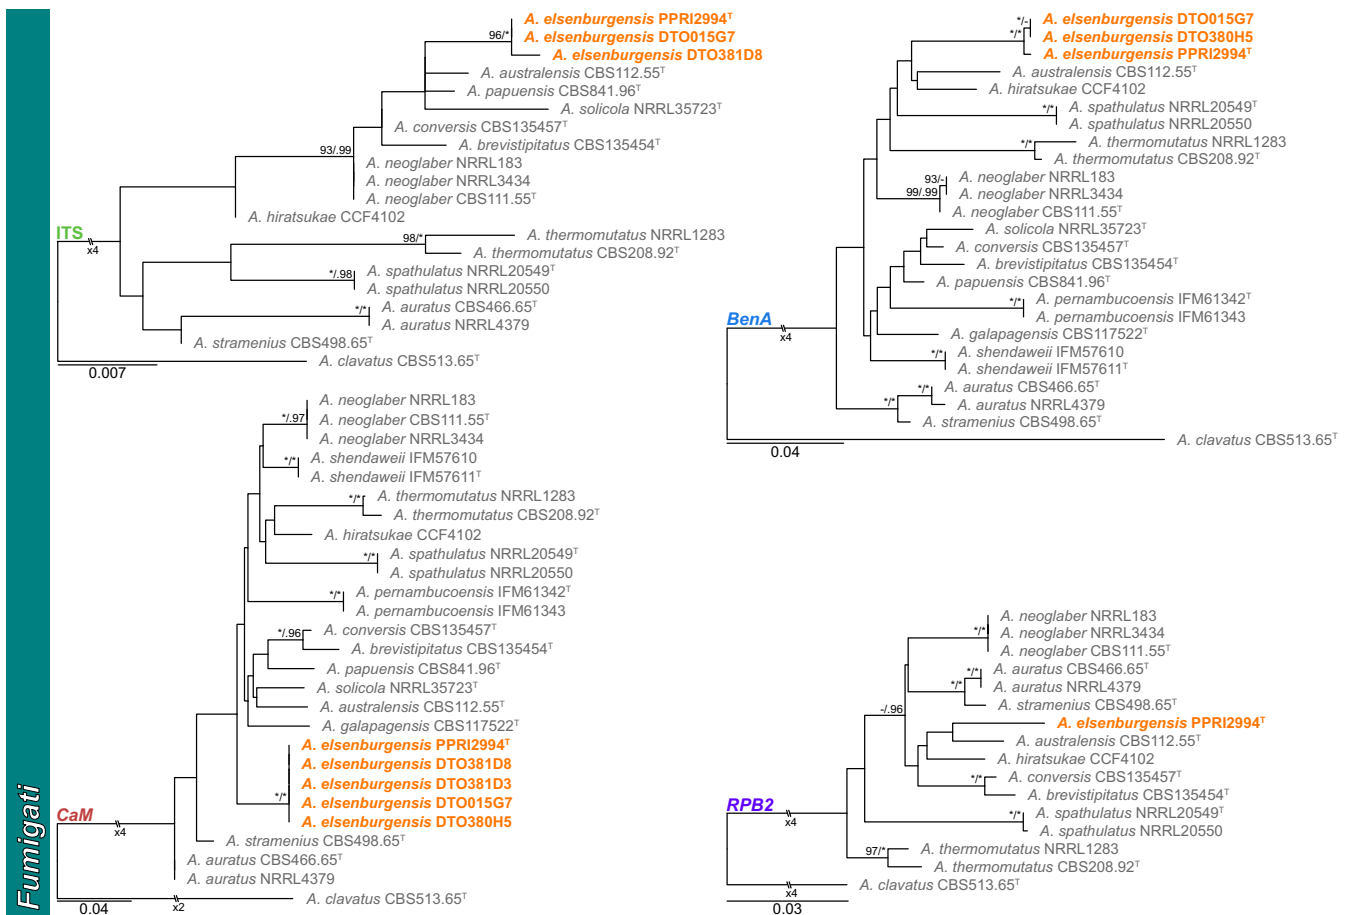 Fumigati
ITS
x4
96/*
93/.99
98/*
*/.98
*/*
A. elsenburgensis PPRI2994ᵀ
A. elsenburgensis DTO015G7
A. elsenburgensis DTO381D8
A. australensis CBS112.55ᵀ
A. papuensis CBS841.96ᵀ
A. solicola NRRL35723ᵀ
A. conversis CBS135457ᵀ
A. brevistipitatus CBS135454ᵀ
A. neoglaber NRRL183
A. neoglaber NRRL3434
A. neoglaber CBS111.55ᵀ
A. hiratsukae CCF4102
A. thermomutatus NRRL1283
A. thermomutatus CBS208.92ᵀ
A. spathulatus NRRL20549ᵀ
A. spathulatus NRRL20550
A. auratus CBS466.65ᵀ
A. auratus NRRL4379
A. stramenius CBS498.65ᵀ
A. clavatus CBS513.65ᵀ
0.007
BenA
x4
*/-
*/*
*/*
*/*
93/-
99/.99
*/*
*/*
*/*
*/*
A. elsenburgensis DTO015G7
A. elsenburgensis DTO380H5
A. elsenburgensis PPRI2994ᵀ
A. australensis CBS112.55ᵀ
A. hiratsukae CCF4102
A. spathulatus NRRL20549ᵀ
A. spathulatus NRRL20550
A. thermomutatus NRRL1283
A. thermomutatus CBS208.92ᵀ
A. neoglaber NRRL183
A. neoglaber NRRL3434
A. neoglaber CBS111.55ᵀ
A. solicola NRRL35723ᵀ
A. conversis CBS135457ᵀ
A. brevistipitatus CBS135454ᵀ
A. papuensis CBS841.96ᵀ
A. pernambucoensis IFM61342ᵀ
A. pernambucoensis IFM61343
A. galapagensis CBS117522ᵀ
A. shendaweii IFM57610
A. shendaweii IFM57611ᵀ
A. auratus CBS466.65ᵀ
A. auratus NRRL4379
A. stramenius CBS498.65ᵀ
A. clavatus CBS513.65ᵀ
0.04
CaM
x4
*/.97
*/*
*/*
*/*
*/*
*/.96
*/*
A. neoglaber NRRL183
A. neoglaber CBS111.55ᵀ
A. neoglaber NRRL3434
A. shendaweii IFM57610
A. shendaweii IFM57611ᵀ
A. thermomutatus NRRL1283
A. thermomutatus CBS208.92ᵀ
A. hiratsukae CCF4102
A. spathulatus NRRL20549ᵀ
A. spathulatus NRRL20550
A. pernambucoensis IFM61342ᵀ
A. pernambucoensis IFM61343
A. conversis CBS135457ᵀ
A. brevistipitatus CBS135454ᵀ
A. papuensis CBS841.96ᵀ
A. solicola NRRL35723ᵀ
A. australensis CBS112.55ᵀ
A. galapagensis CBS117522ᵀ
A. elsenburgensis PPRI2994ᵀ
A. elsenburgensis DTO381D8
A. elsenburgensis DTO381D3
A. elsenburgensis DTO015G7
A. elsenburgensis DTO380H5
A. stramenius CBS498.65ᵀ
A. auratus CBS466.65ᵀ
A. auratus NRRL4379
A. clavatus CBS513.65ᵀ
x2
0.04
RPB2
x4
*/*
*/*
*/*
-/.96
*/*
*/*
97/*
A. neoglaber NRRL183
A. neoglaber NRRL3434
A. neoglaber CBS111.55ᵀ
A. auratus CBS466.65ᵀ
A. auratus NRRL4379
A. stramenius CBS498.65ᵀ
A. elsenburgensis PPRI2994ᵀ
A. australensis CBS112.55ᵀ
A. hiratsukae CCF4102
A. conversis CBS135457ᵀ
A. brevistipitatus CBS135454ᵀ
A. spathulatus NRRL20549ᵀ
A. spathulatus NRRL20550
A. thermomutatus NRRL1283
A. thermomutatus CBS208.92ᵀ
A. clavatus CBS513.65ᵀ
x4
0.03